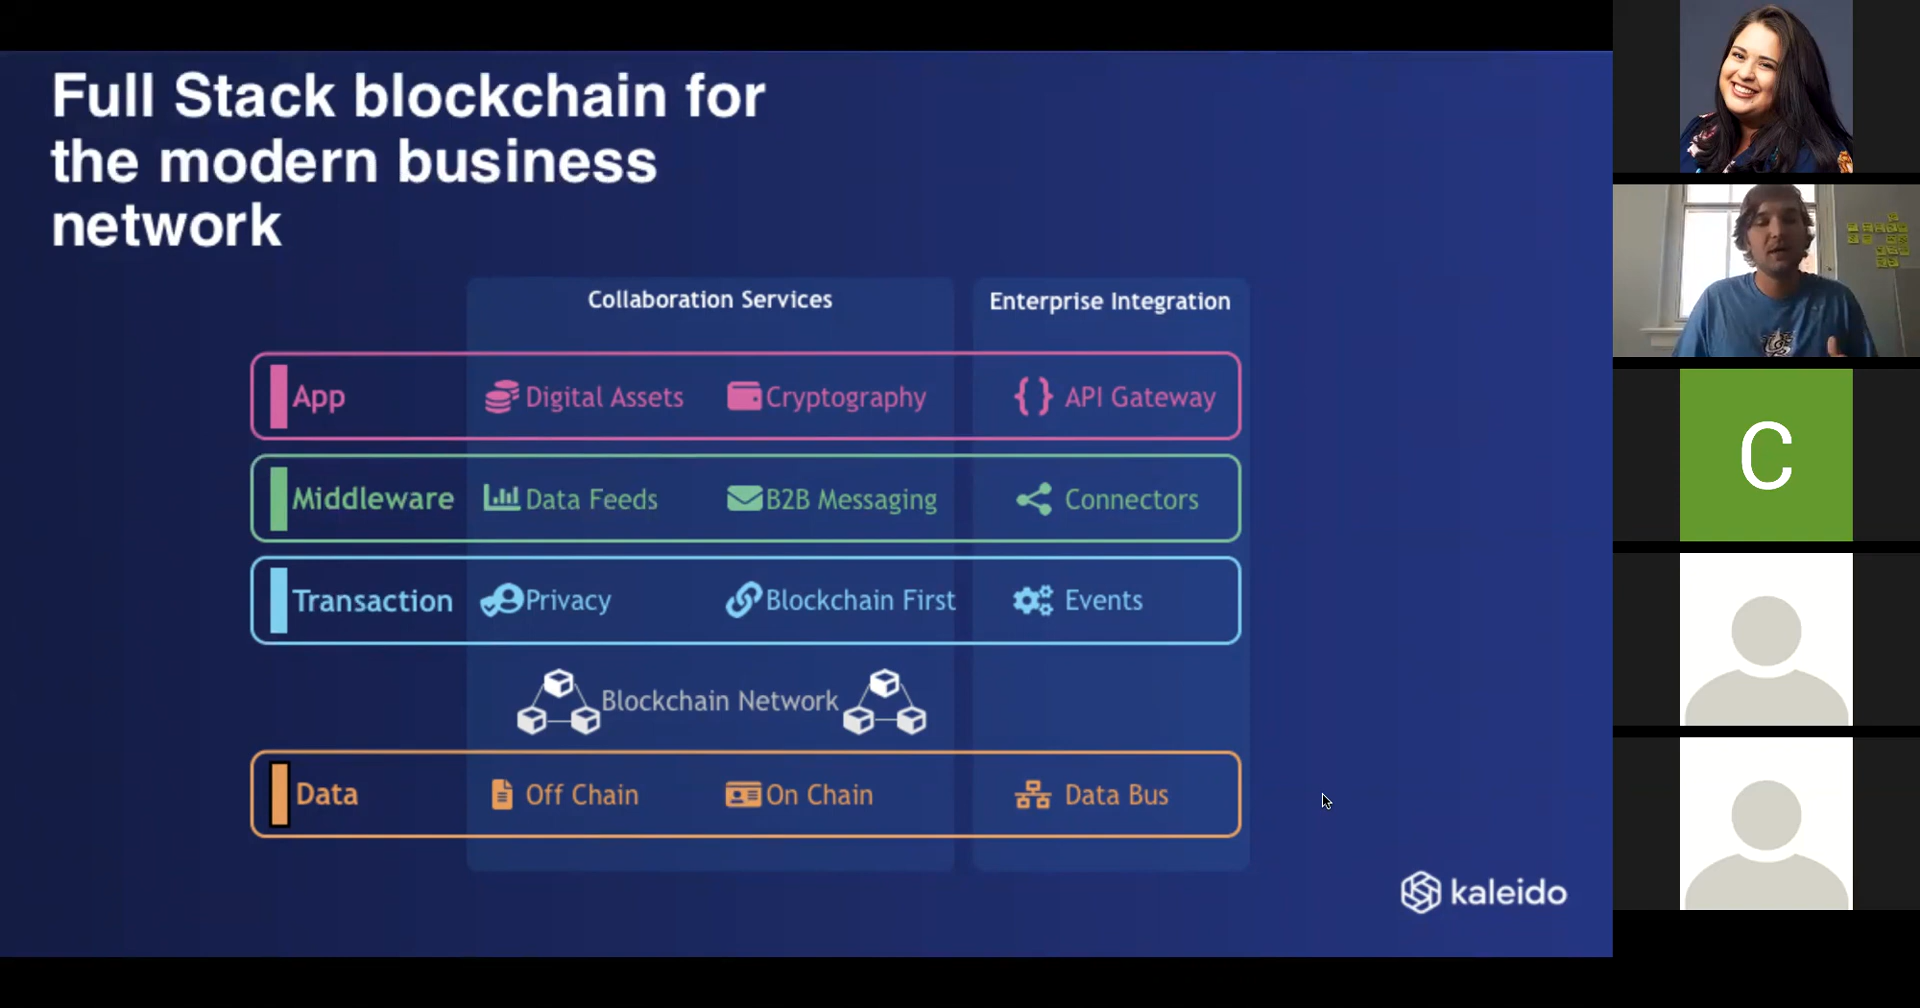 Full Stack blockchain for
the modern business
network
Collaboration Services
Enterprise Integration
App
Digital Assets
Cryptography
{ } API Gateway
Middleware
Data Feeds
B2B Messaging
Connectors
Transaction
Privacy
Blockchain First
Events
Blockchain Network
Data
Off Chain
On Chain
Data Bus
kaleido
C